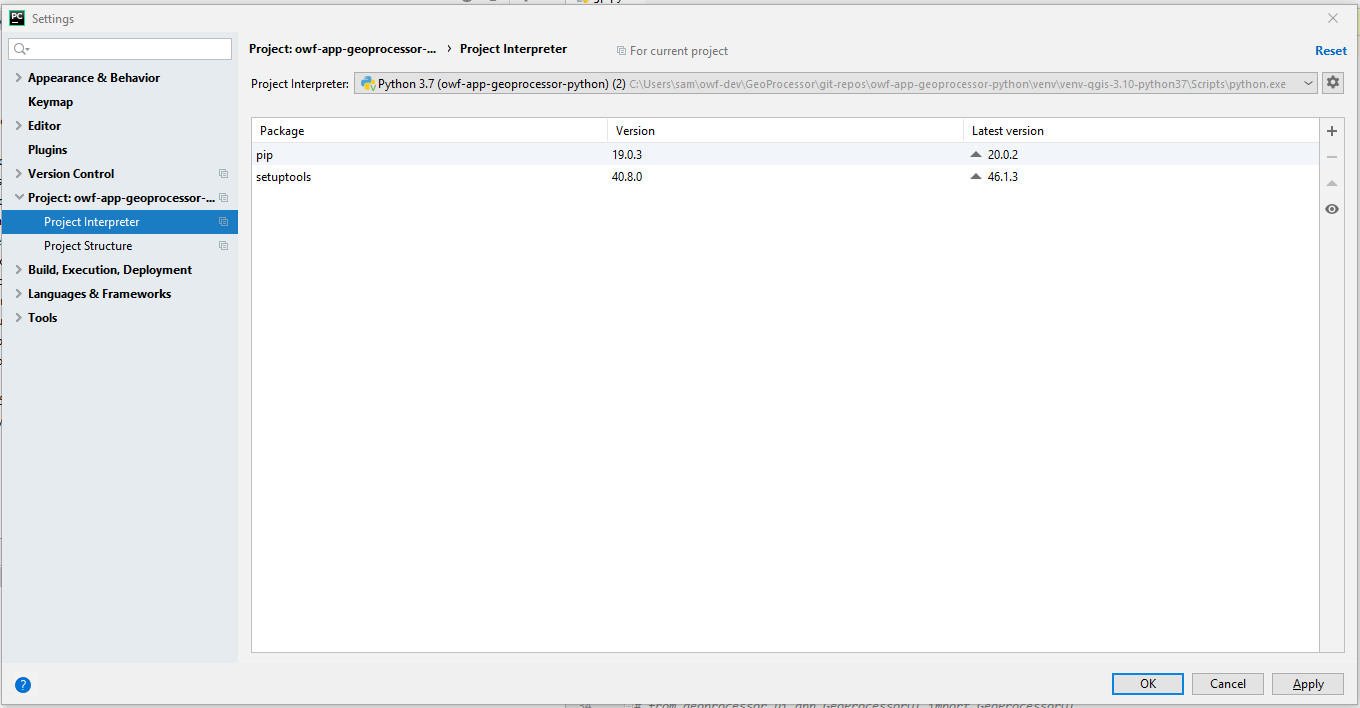 Settings
Project: owf-app-geoprocessor-... › Project Interpreter For current project Reset
Appearance & Behavior
Keymap
Editor
Plugins
Version Control
Project: owf-app-geoprocessor-...
Project Interpreter
Project Structure
Build, Execution, Deployment
Languages & Frameworks
Tools
Project Interpreter: Python 3.7 (owf-app-geoprocessor-python) (2) C:\Users\sam\owf-dev\GeoProcessor\git-repos\owf-app-geoprocessor-python\venv\venv-qgis-3.10-python37\Scripts\python.exe
Package Version Latest version
pip 19.0.3 20.0.2
setuptools 40.8.0 46.1.3
? OK Cancel Apply